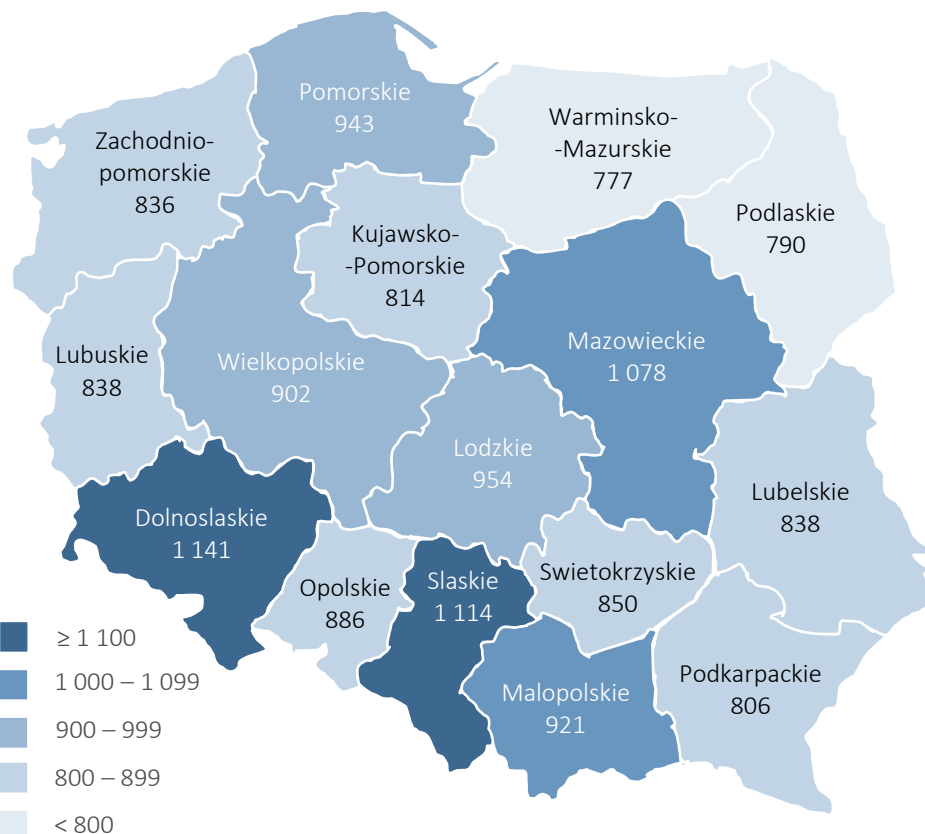 Pomorskie
943
Zachodnio-
pomorskie
836
Warminsko-
-Mazurskie
777
Podlaskie
790
Kujawsko-
-Pomorskie
814
Lubuskie
838
Wielkopolskie
902
Mazowieckie
1 078
Lodzkie
954
Lubelskie
838
Dolnoslaskie
1 141
Opolskie
886
Slaskie
1 114
Swietokrzyskie
850
Malopolskie
921
Podkarpackie
806
≥ 1 100
1 000 – 1 099
900 – 999
800 – 899
< 800